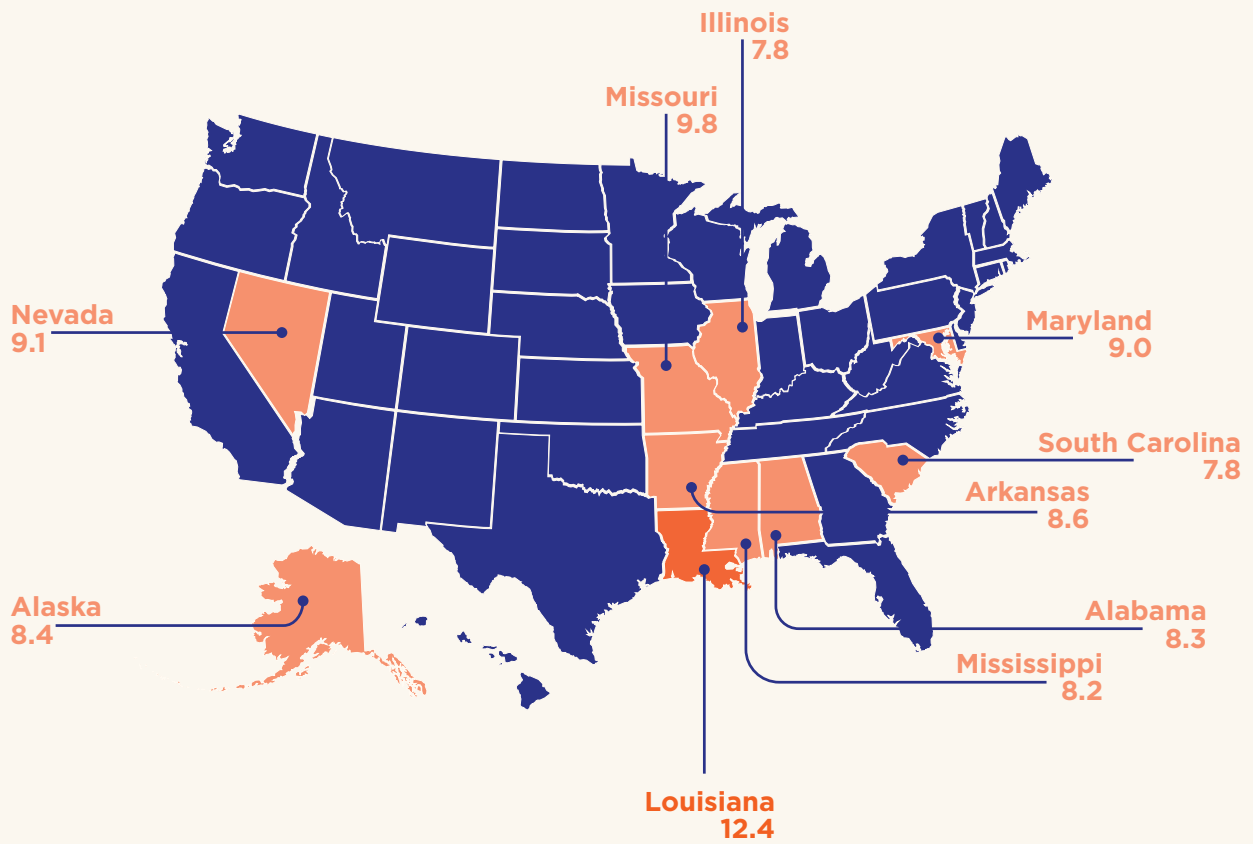 Illinois
7.8
Missouri
9.8
Nevada
9.1
Maryland
9.0
South Carolina
7.8
Arkansas
8.6
Alaska
8.4
Alabama
8.3
Mississippi
8.2
Louisiana
12.4